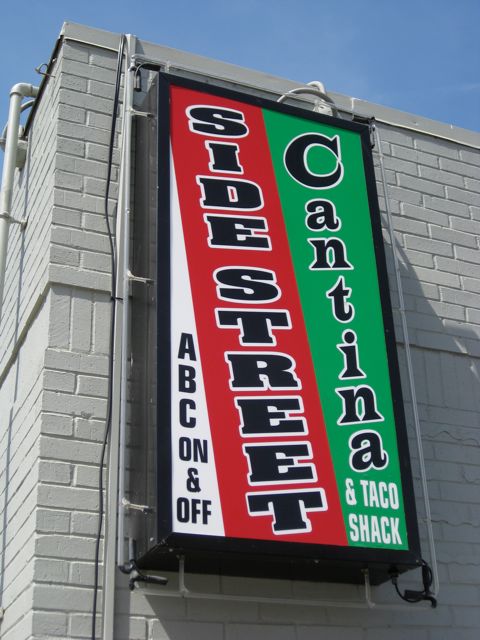 SIDE STREET
Cantina
& TACO
SHACK
ABC ON
& OFF